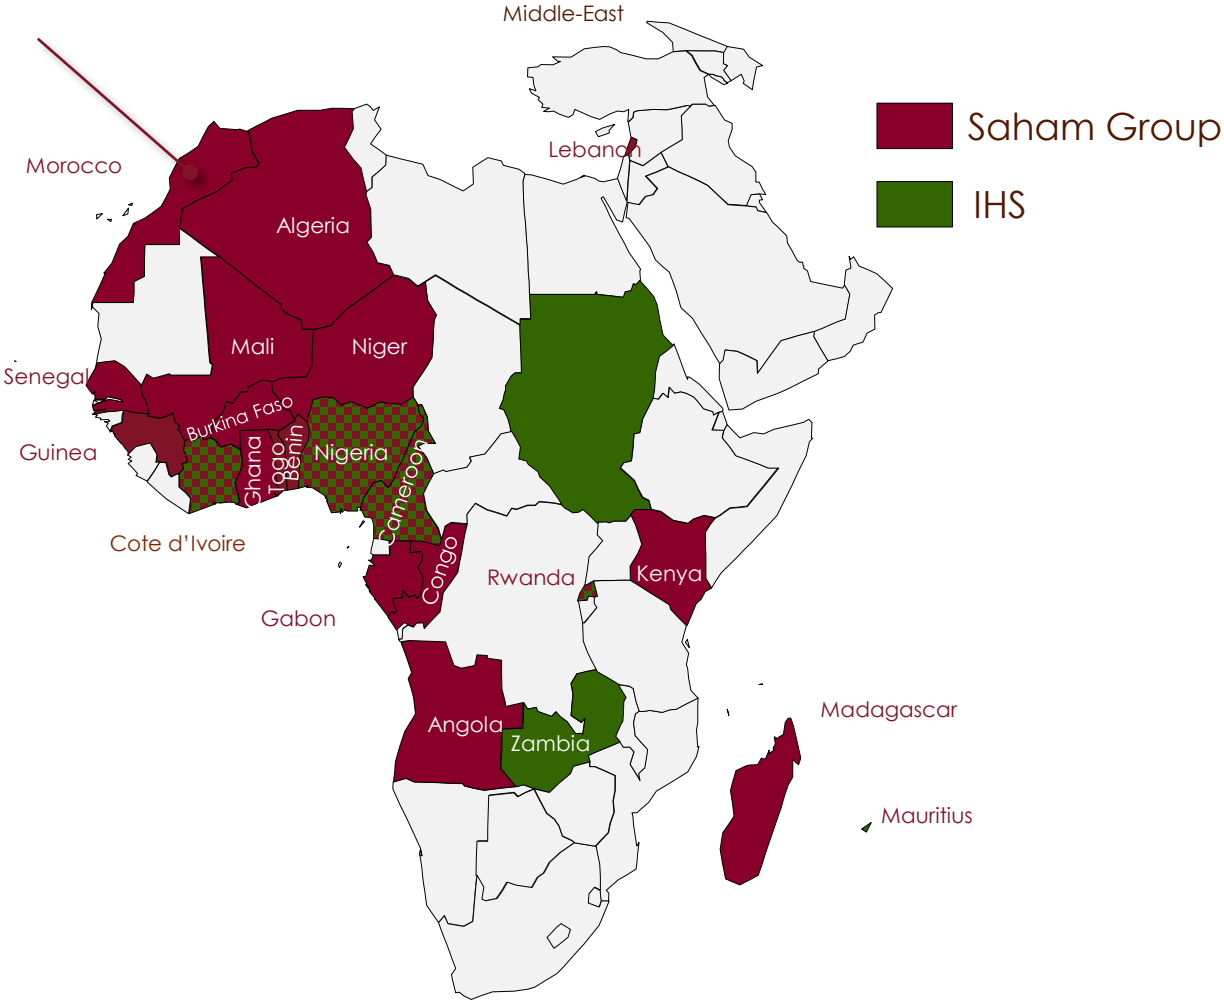 Middle-East
Saham Group
Lebanon
Morocco
IHS
Algeria
Mali
Niger
Senegal
Burkina Faso
Guinea
Ghana
Togo
Benin
Nigeria
Cameroon
Cote d’Ivoire
Congo
Rwanda
Kenya
Gabon
Madagascar
Angola
Zambia
Mauritius